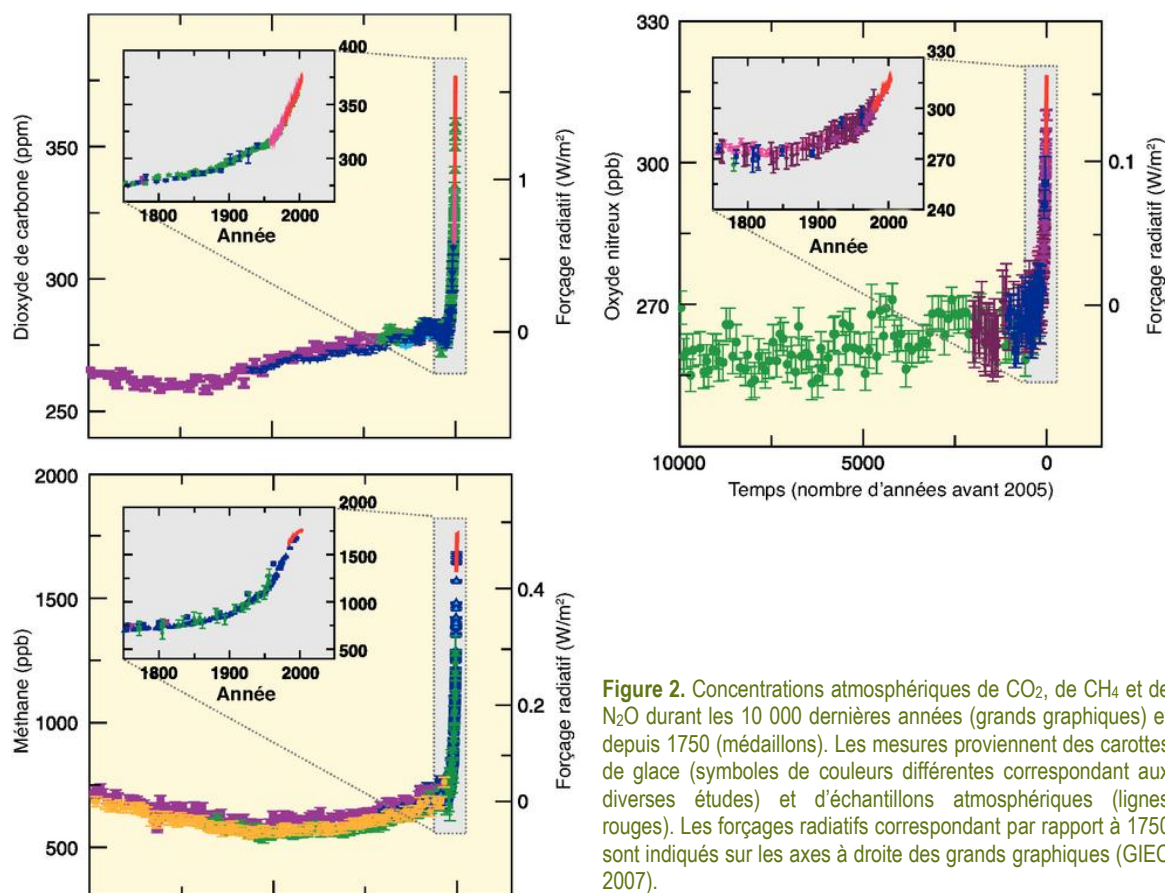 Dioxyde de carbone (ppm)
350
300
250
400
350
300
1800 1900 2000
Année
1
0
Forçage radiatif (W/m²)
Oxyde nitreux (ppb)
330
300
270
330
300
270
240
1800 1900 2000
Année
0.1
0
Forçage radiatif (W/m²)
10000 5000 0
Temps (nombre d'années avant 2005)
Méthane (ppb)
2000
1500
1000
500
2000
1500
1000
500
1800 1900 2000
Année
0.4
0.2
0
Forçage radiatif (W/m²)
Figure 2. Concentrations atmosphériques de CO₂, de CH₄ et de
N₂O durant les 10 000 dernières années (grands graphiques) e
depuis 1750 (médaillons). Les mesures proviennent des carottes
de glace (symboles de couleurs différentes correspondant aux
diverses études) et d'échantillons atmosphériques (lignes
rouges). Les forçages radiatifs correspondant par rapport à 1750
sont indiqués sur les axes à droite des grands graphiques (GIEC
2007).